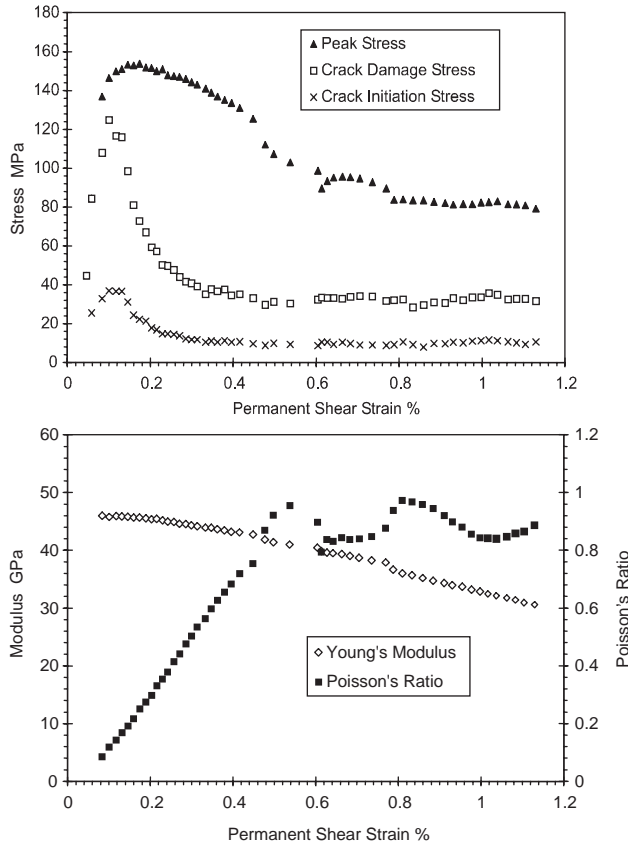 180
160
140
120
100
80
60
40
20
0
Stress MPa
Peak Stress
Crack Damage Stress
Crack Initiation Stress
0 0.2 0.4 0.6 0.8 1 1.2
Permanent Shear Strain %
60
50
40
30
20
10
0
Modulus GPa
1.2
1
0.8
0.6
0.4
0.2
0
Poisson's Ratio
Young's Modulus
Poisson's Ratio
0 0.2 0.4 0.6 0.8 1 1.2
Permanent Shear Strain %